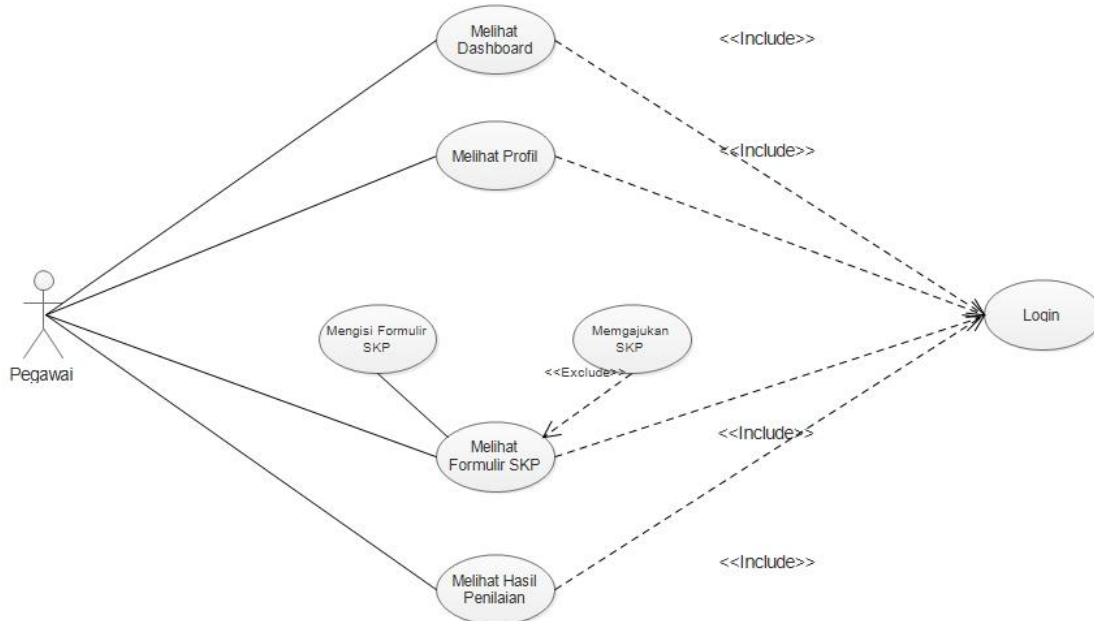 Melihat
Dashboard
<<Include>>
Melihat Profil
<<Include>>
Pegawai
Mengisi Formulir
SKP
Memgajukan
SKP
<<Exclude>>
Login
Melihat
Formulir SKP
<<Include>>
Melihat Hasil
Penilaian
<<Include>>